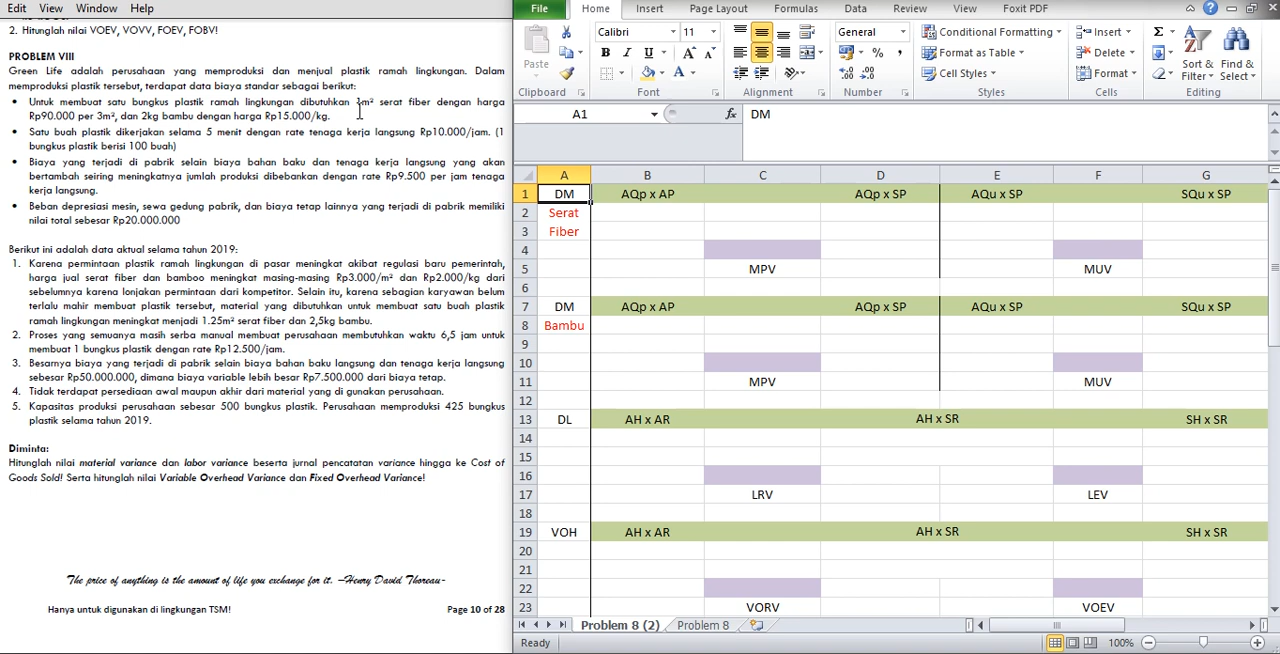 Edit View Window Help
2. Hitunglah nilai VOEV, VOVV, FOEV, FOBV!
PROBLEM VIII
Green Life adalah perusahaan yang memproduksi dan menjual plastik ramah lingkungan. Dalam
memproduksi plastik tersebut, terdapat data biaya standar sebagai berikut:
• Untuk membuat satu bungkus plastik ramah lingkungan dibutuhkan 1m² serat fiber dengan harga
Rp90.000 per 3m², dan 2kg bambu dengan harga Rp15.000/kg.
• Satu buah plastik dikerjakan selama 5 menit dengan rate tenaga kerja langsung Rp10.000/jam. (1
bungkus plastik berisi 100 buah)
• Biaya yang terjadi di pabrik selain biaya bahan baku dan tenaga kerja langsung yang akan
bertambah seiring meningkatnya jumlah produksi dibebankan dengan rate Rp9.500 per jam tenaga
kerja langsung.
• Beban depresiasi mesin, sewa gedung pabrik, dan biaya tetap lainnya yang terjadi di pabrik memiliki
nilai total sebesar Rp20.000.000
Berikut ini adalah data aktual selama tahun 2019:
1. Karena permintaan plastik ramah lingkungan di pasar meningkat akibat regulasi baru pemerintah,
harga jual serat fiber dan bamboo meningkat masing-masing Rp3.000/m² dan Rp2.000/kg dari
sebelumnya karena lonjakan permintaan dari kompetitor. Selain itu, karena sebagian karyawan belum
terlalu mahir membuat plastik tersebut, material yang dibutuhkan untuk membuat satu buah plastik
ramah lingkungan meningkat menjadi 1.25m² serat fiber dan 2,5kg bambu.
2. Proses yang semuanya masih serba manual membuat perusahaan membutuhkan waktu 6,5 jam untuk
membuat 1 bungkus plastik dengan rate Rp12.500/jam.
3. Besarnya biaya yang terjadi di pabrik selain biaya bahan baku langsung dan tenaga kerja langsung
sebesar Rp50.000.000, dimana biaya variable lebih besar Rp7.500.000 dari biaya tetap.
4. Tidak terdapat persediaan awal maupun akhir dari material yang di gunakan perusahaan.
5. Kapasitas produksi perusahaan sebesar 500 bungkus plastik. Perusahaan memproduksi 425 bungkus
plastik selama tahun 2019.
Diminta:
Hitunglah nilai material variance dan labor variance beserta jurnal pencatatan variance hingga ke Cost of
Goods Sold! Serta hitunglah nilai Variable Overhead Variance dan Fixed Overhead Variance!
The price of anything is the amount of life you exchange for it. –Henry David Thoreau-
Hanya untuk digunakan di lingkungan TSM! Page 10 of 28
File Home Insert Page Layout Formulas Data Review View Foxit PDF
Paste Calibri 11 General Conditional Formatting Insert Σ
B I U Format as Table Delete Sort & Find &
Cell Styles Format Filter Select
Clipboard Font Alignment Number Styles Cells Editing
A1 fx DM
A B C D E F G
1 DM AQp x AP AQp x SP AQu x SP SQu x SP
2 Serat
3 Fiber
4
5 MPV MUV
6
7 DM AQp x AP AQp x SP AQu x SP SQu x SP
8 Bambu
9
10
11 MPV MUV
12
13 DL AH x AR AH x SR SH x SR
14
15
16
17 LRV LEV
18
19 VOH AH x AR AH x SR SH x SR
20
21
22
23 VORV VOEV
Problem 8 (2) Problem 8
Ready 100%